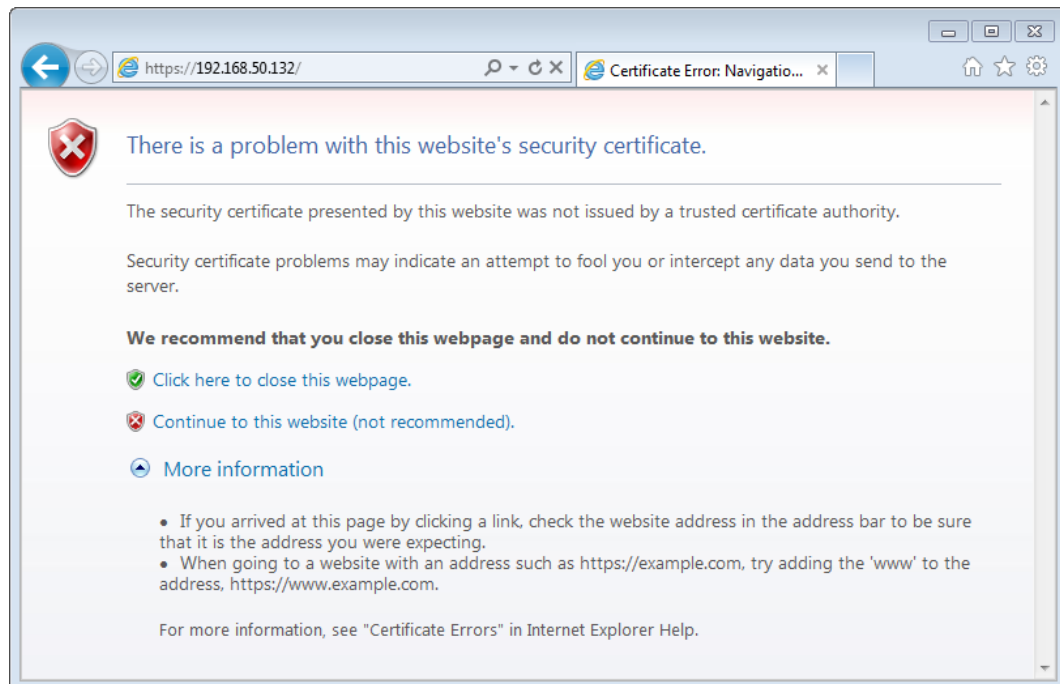 https://192.168.50.132/
Certificate Error: Navigatio...
There is a problem with this website's security certificate.
The security certificate presented by this website was not issued by a trusted certificate authority.
Security certificate problems may indicate an attempt to fool you or intercept any data you send to the
server.
We recommend that you close this webpage and do not continue to this website.
Click here to close this webpage.
Continue to this website (not recommended).
More information
● If you arrived at this page by clicking a link, check the website address in the address bar to be sure
that it is the address you were expecting.
● When going to a website with an address such as https://example.com, try adding the 'www' to the
address, https://www.example.com.
For more information, see "Certificate Errors" in Internet Explorer Help.